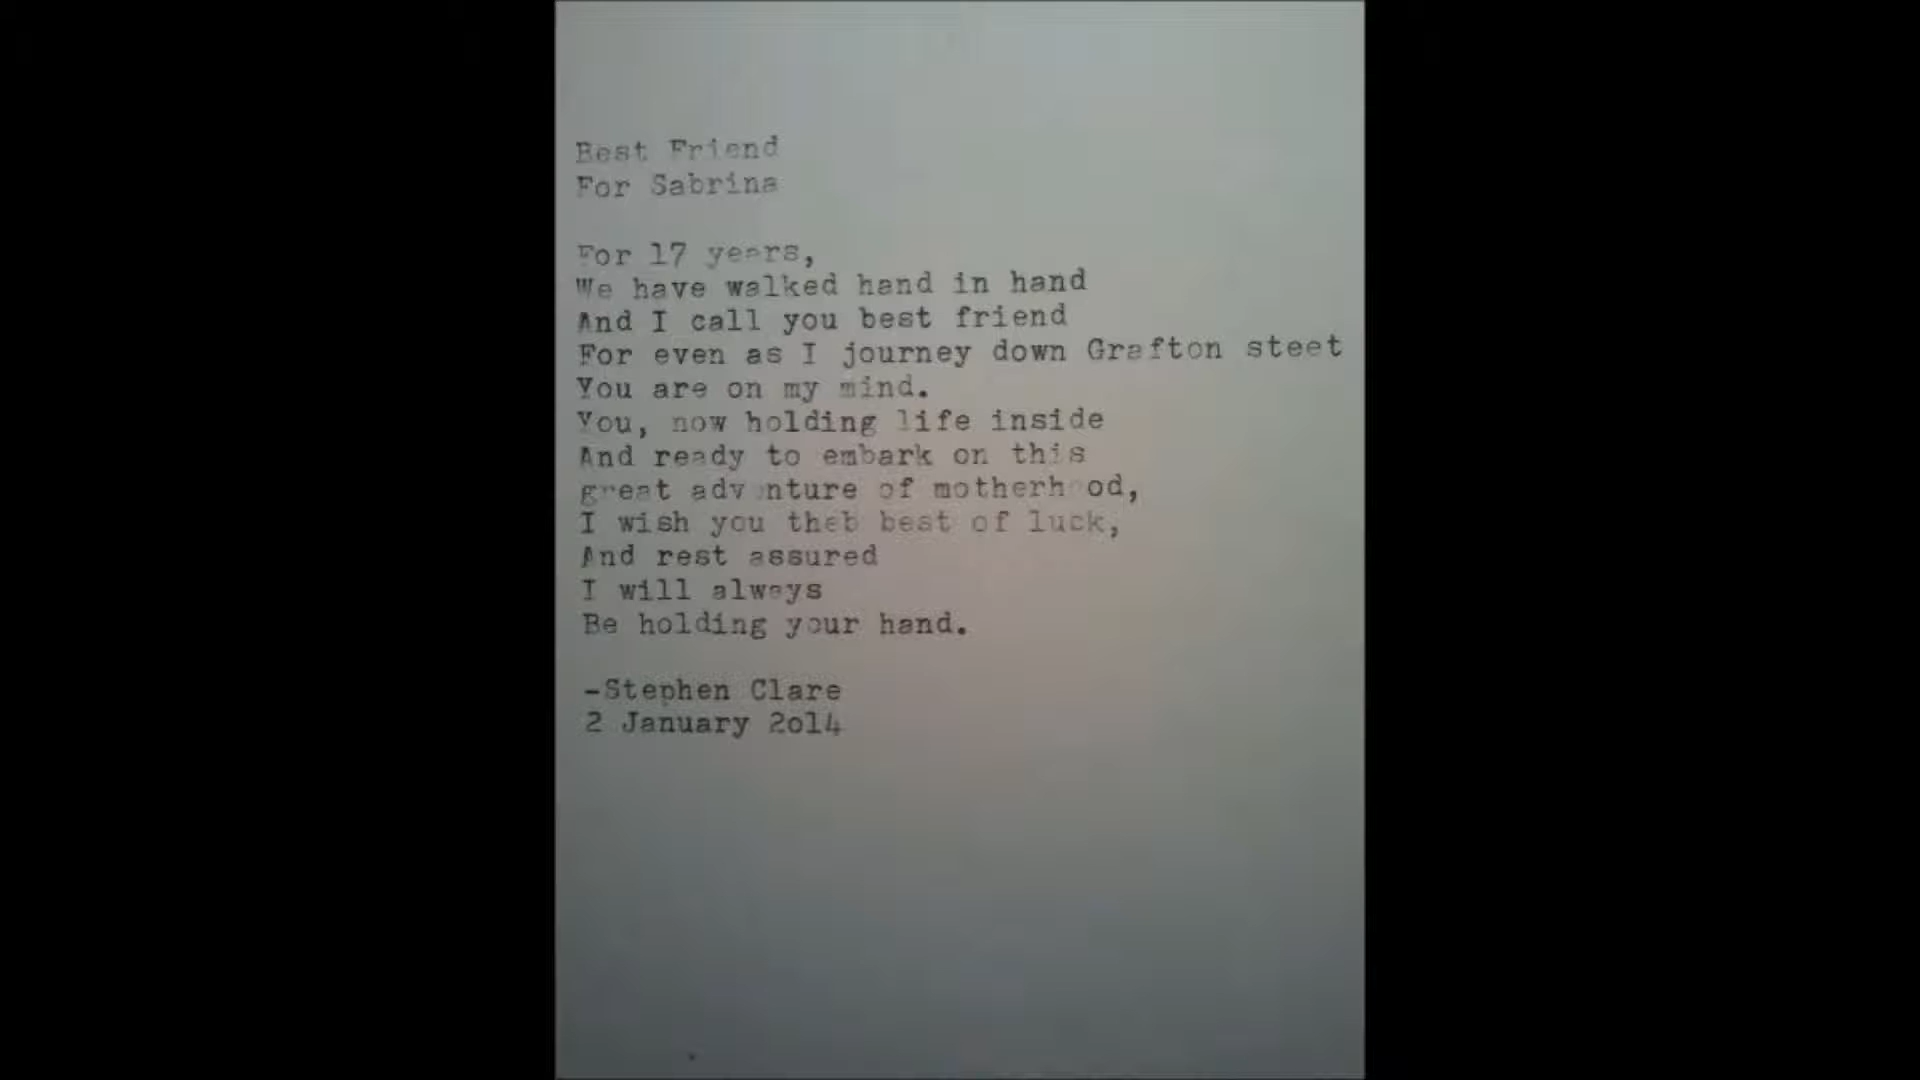 Best Friend
For Sabrina
For 17 years,
We have walked hand in hand
And I call you best friend
For even as I journey down Grafton steet
You are on my mind.
You, now holding life inside
And ready to embark on this
great adventure of motherhood,
I wish you theb best of luck,
And rest assured
I will always
Be holding your hand.
-Stephen Clare
2 January 2o14